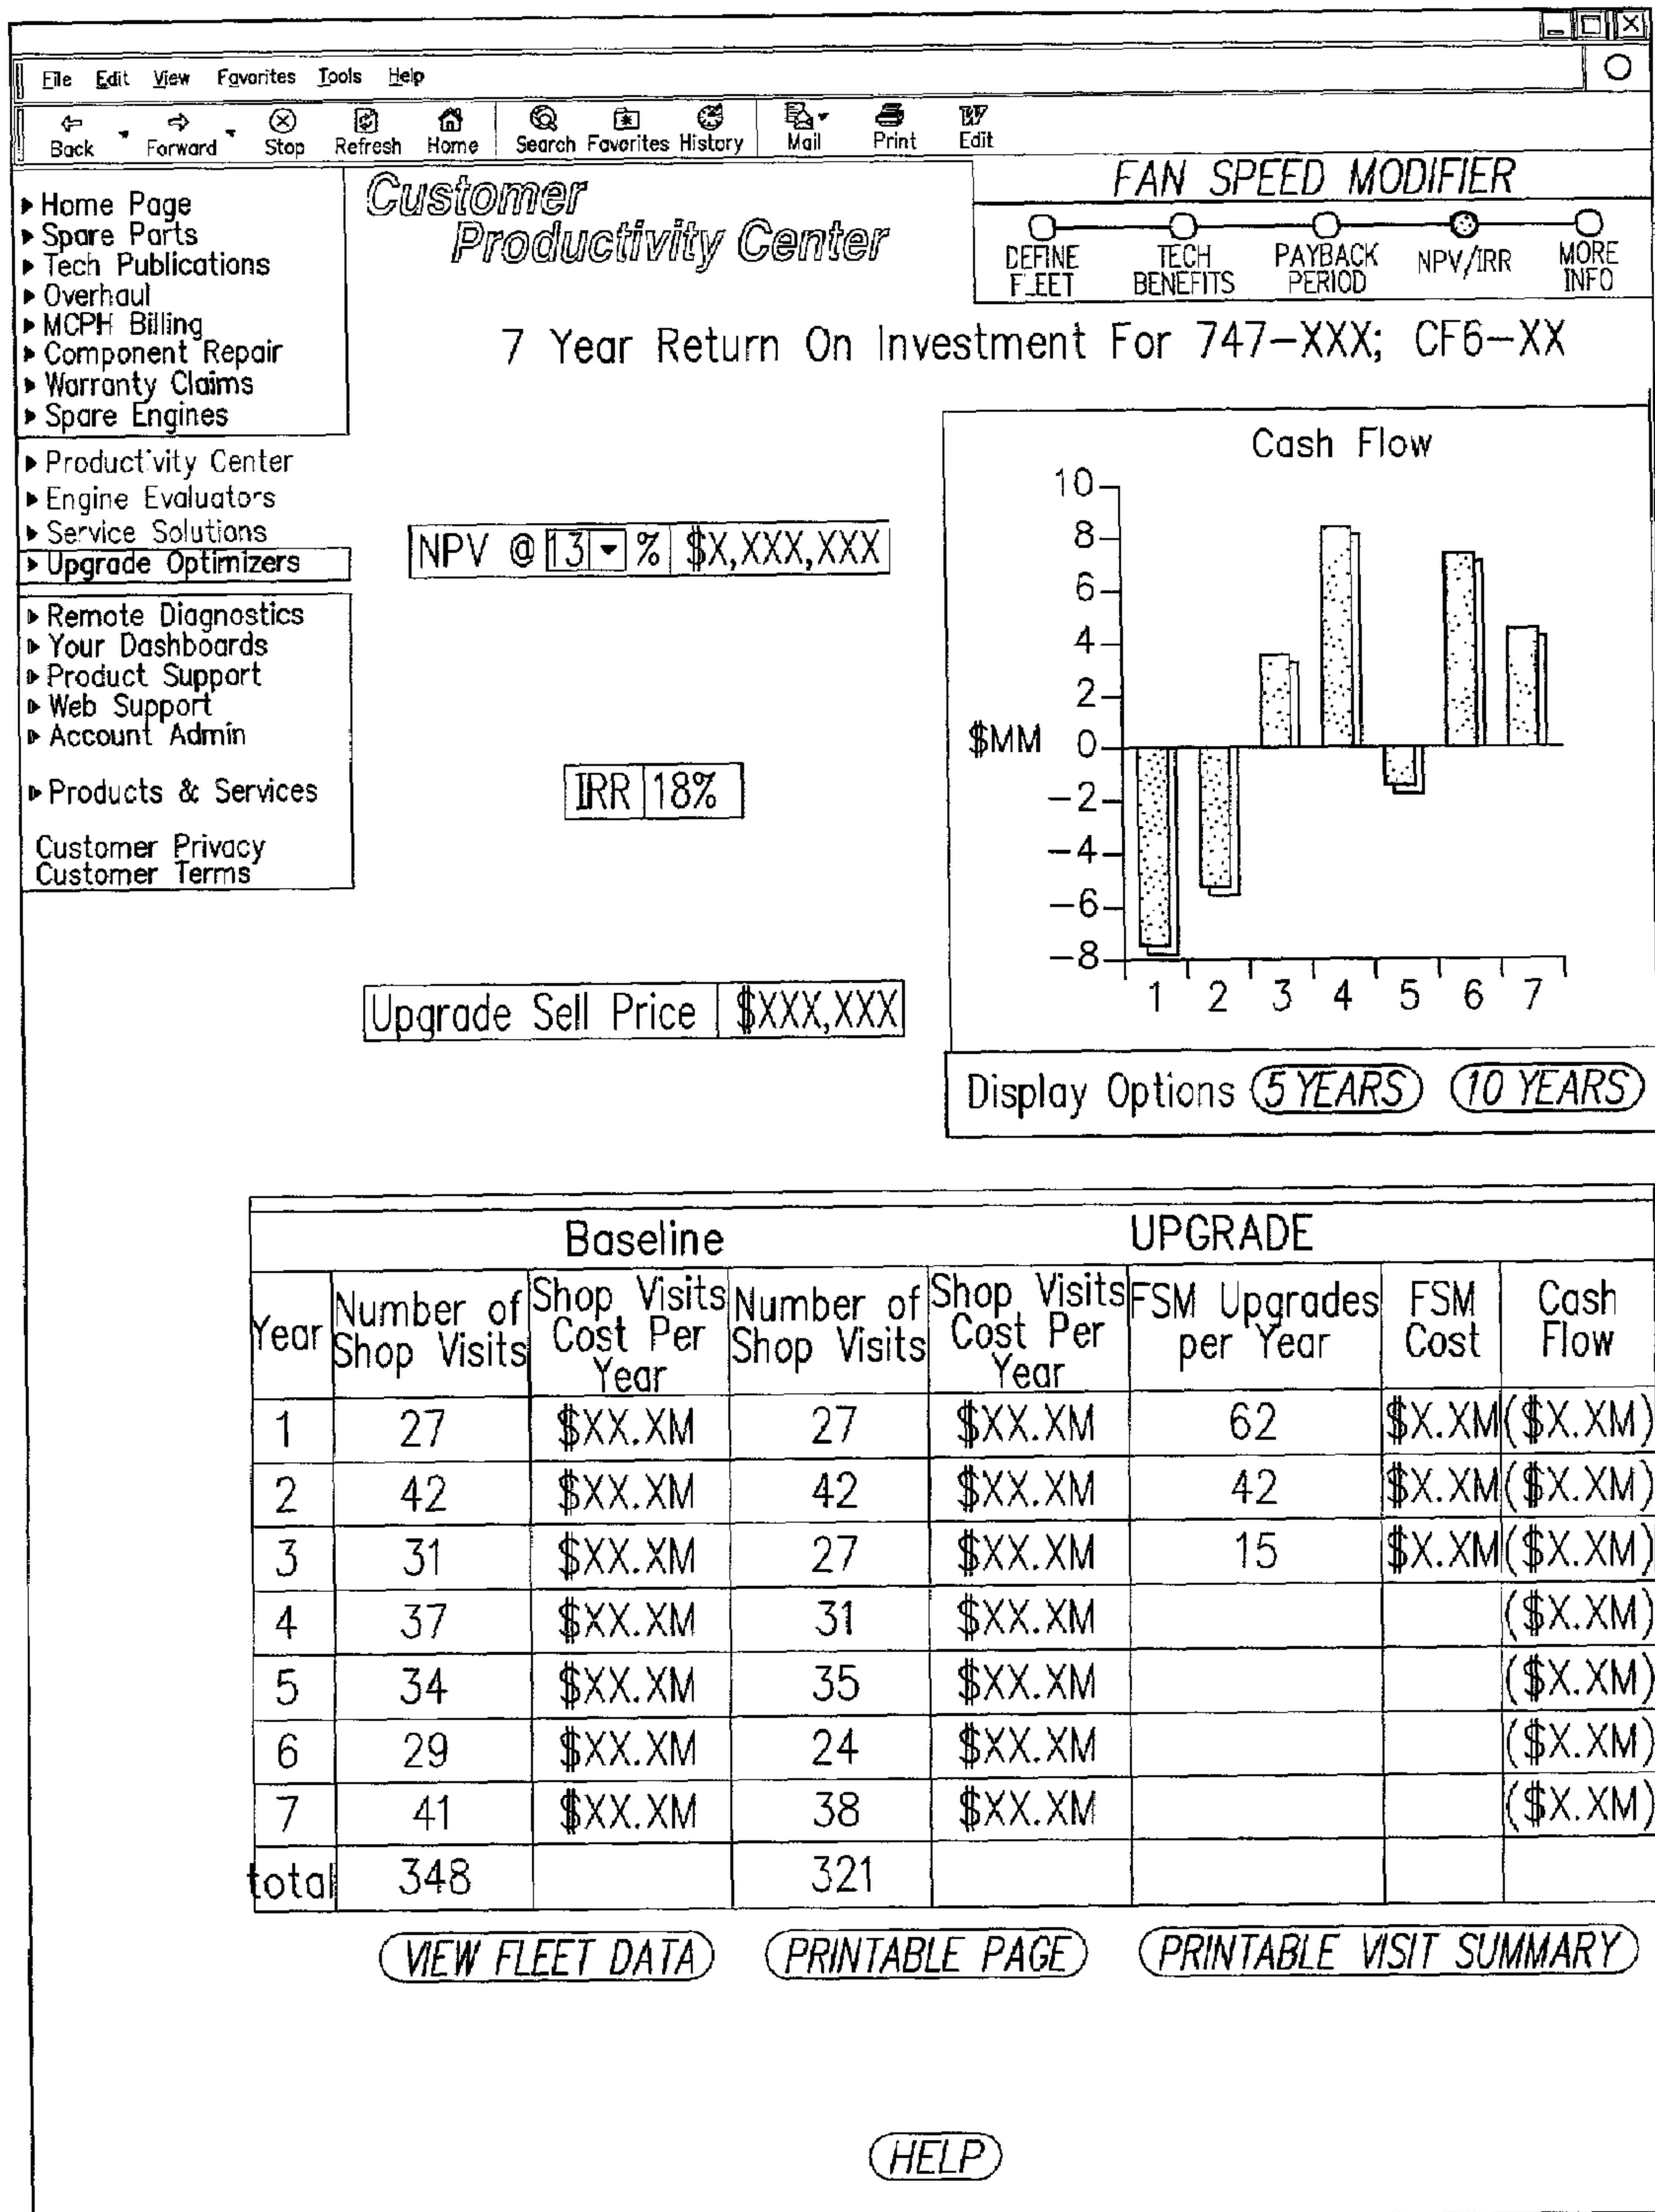 File Edit View Favorites Tools Help
Back Forward Stop Refresh Home Search Favorites History Mail Print Edit
Home Page
Spare Parts
Tech Publications
Overhaul
MCPH Billing
Component Repair
Warranty Claims
Spare Engines
Productivity Center
Engine Evaluators
Service Solutions
Upgrade Optimizers
Remote Diagnostics
Your Dashboards
Product Support
Web Support
Account Admin
Products & Services
Customer Privacy
Customer Terms
Customer
Productivity Center
FAN SPEED MODIFIER
DEFINE FLEET
TECH BENEFITS
PAYBACK PERIOD
NPV/IRR
MORE INFO
7 Year Return On Investment For 747-XXX; CF6-XX
NPV @ 13 % $X,XXX,XXX
IRR 18%
Upgrade Sell Price $XXX,XXX
Cash Flow
10
8
6
4
2
$MM 0
-2
-4
-6
-8
1 2 3 4 5 6 7
Display Options 5 YEARS 10 YEARS
Baseline UPGRADE
Year Number of Shop Visits Shop Visits Cost Per Year Number of Shop Visits Shop Visits Cost Per Year FSM Upgrades per Year FSM Cost Cash Flow
1 27 $XX.XM 27 $XX.XM 62 $X.XM ($X.XM)
2 42 $XX.XM 42 $XX.XM 42 $X.XM ($X.XM)
3 31 $XX.XM 27 $XX.XM 15 $X.XM ($X.XM)
4 37 $XX.XM 31 $XX.XM ($X.XM)
5 34 $XX.XM 35 $XX.XM ($X.XM)
6 29 $XX.XM 24 $XX.XM ($X.XM)
7 41 $XX.XM 38 $XX.XM ($X.XM)
total 348 321
VIEW FLEET DATA PRINTABLE PAGE PRINTABLE VISIT SUMMARY
HELP